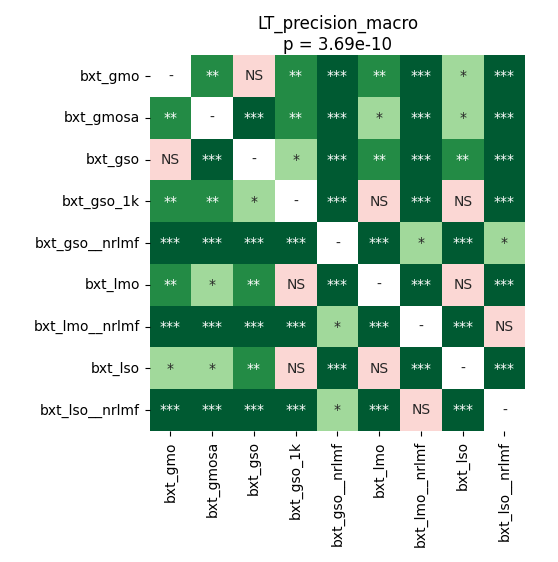 LT_precision_macro
p = 3.69e-10
bxt_gmo - ** NS ** *** ** *** * ***
bxt_gmosa ** - *** ** *** * *** * ***
bxt_gso NS *** - * *** ** *** ** ***
bxt_gso_1k ** ** * - *** NS *** NS ***
bxt_gso__nrlmf *** *** *** *** - *** * *** *
bxt_lmo ** * ** NS *** - *** NS ***
bxt_lmo__nrlmf *** *** *** *** * *** - *** NS
bxt_lso * * ** NS *** NS *** - ***
bxt_lso__nrlmf *** *** *** *** * *** NS *** -
bxt_gmo
bxt_gmosa
bxt_gso
bxt_gso_1k
bxt_gso__nrlmf
bxt_lmo
bxt_lmo__nrlmf
bxt_lso
bxt_lso__nrlmf